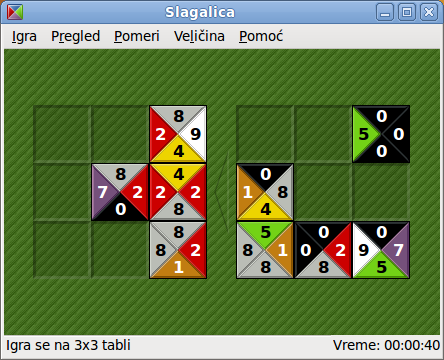 Slagalica
Igra Pregled Pomeri Veličina Pomoć
8 0
2 9 5 0
4 0
8 4 0
7 2 2 2 1 8
0 8 4
8 5 0 0
8 2 8 1 0 2 9 7
1 8 8 5
Igra se na 3x3 tabli Vreme: 00:00:40